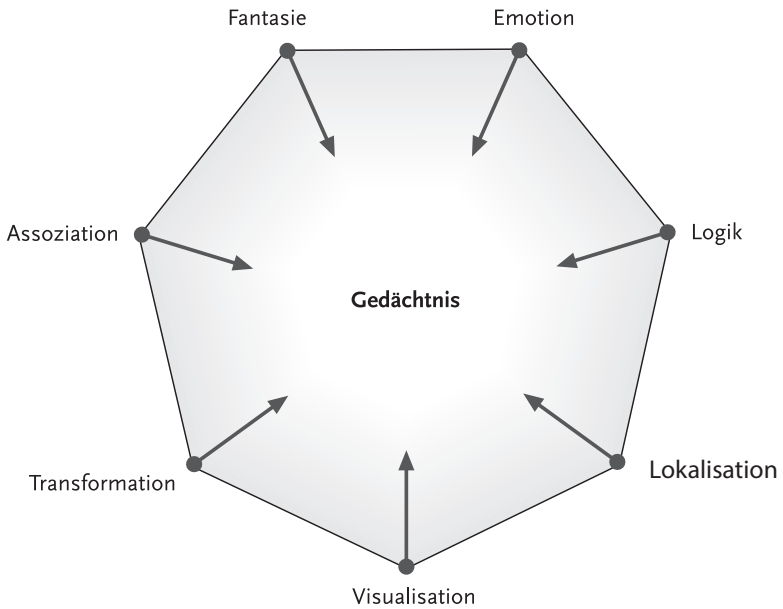 Fantasie
Emotion
Assoziation
Logik
Gedächtnis
Transformation
Lokalisation
Visualisation